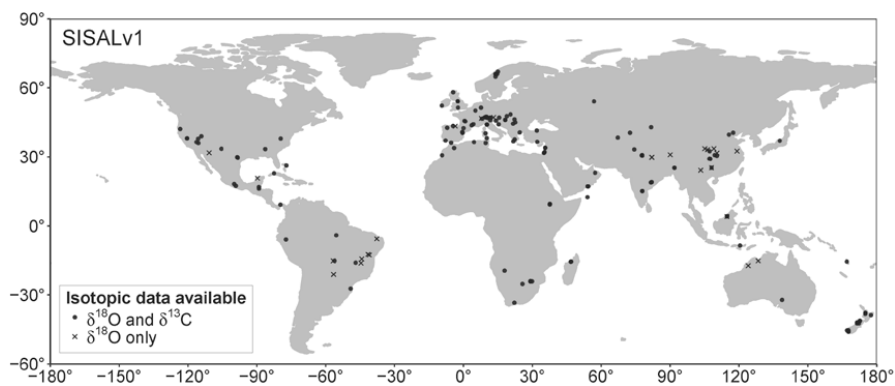 90°
SISALv1
60°
30°
0°
−30°
Isotopic data available
δ¹⁸O and δ¹³C
δ¹⁸O only
−60°
−180 −150 −120 −90 −60 −30 0 30 60 90 120 150 180